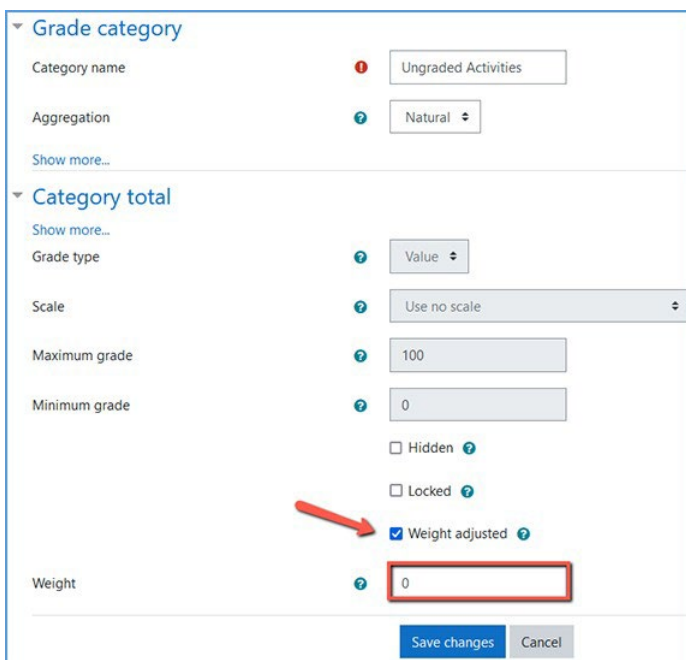 Grade category
Category name Ungraded Activities
Aggregation Natural
Show more...
Category total
Show more...
Grade type Value
Scale Use no scale
Maximum grade 100
Minimum grade 0
Hidden
Locked
Weight adjusted
Weight 0
Save changes Cancel